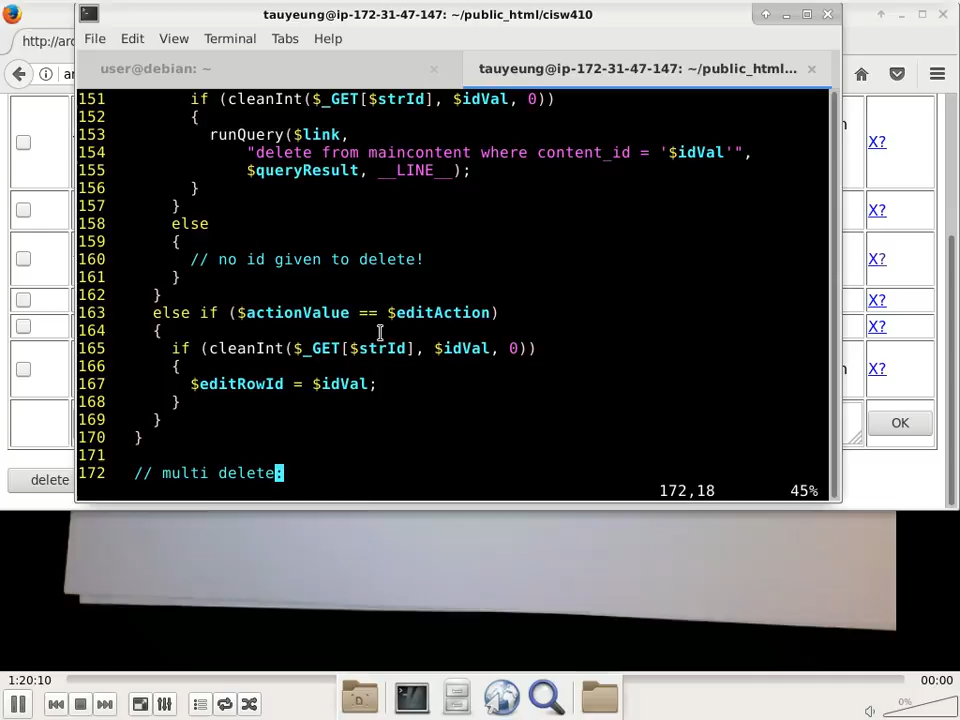 tauyeung@ip-172-31-47-147: ~/public_html/cisw410
http://arc
File Edit View Terminal Tabs Help
user@debian: ~
tauyeung@ip-172-31-47-147: ~/public_html...
151 if (cleanInt($_GET[$strId], $idVal, 0))
152 {
153 runQuery($link,
154 "delete from maincontent where content_id = '$idVal'",
155 $queryResult, __LINE__);
156 }
157 }
158 else
159 {
160 // no id given to delete!
161 }
162 }
163 else if ($actionValue == $editAction)
164 {
165 if (cleanInt($_GET[$strId], $idVal, 0))
166 {
167 $editRowId = $idVal;
168 }
169 }
170 }
171
172 // multi delete:
172,18 45%
X?
X?
X?
X?
X?
X?
OK
delete
1:20:10
00:00
0%